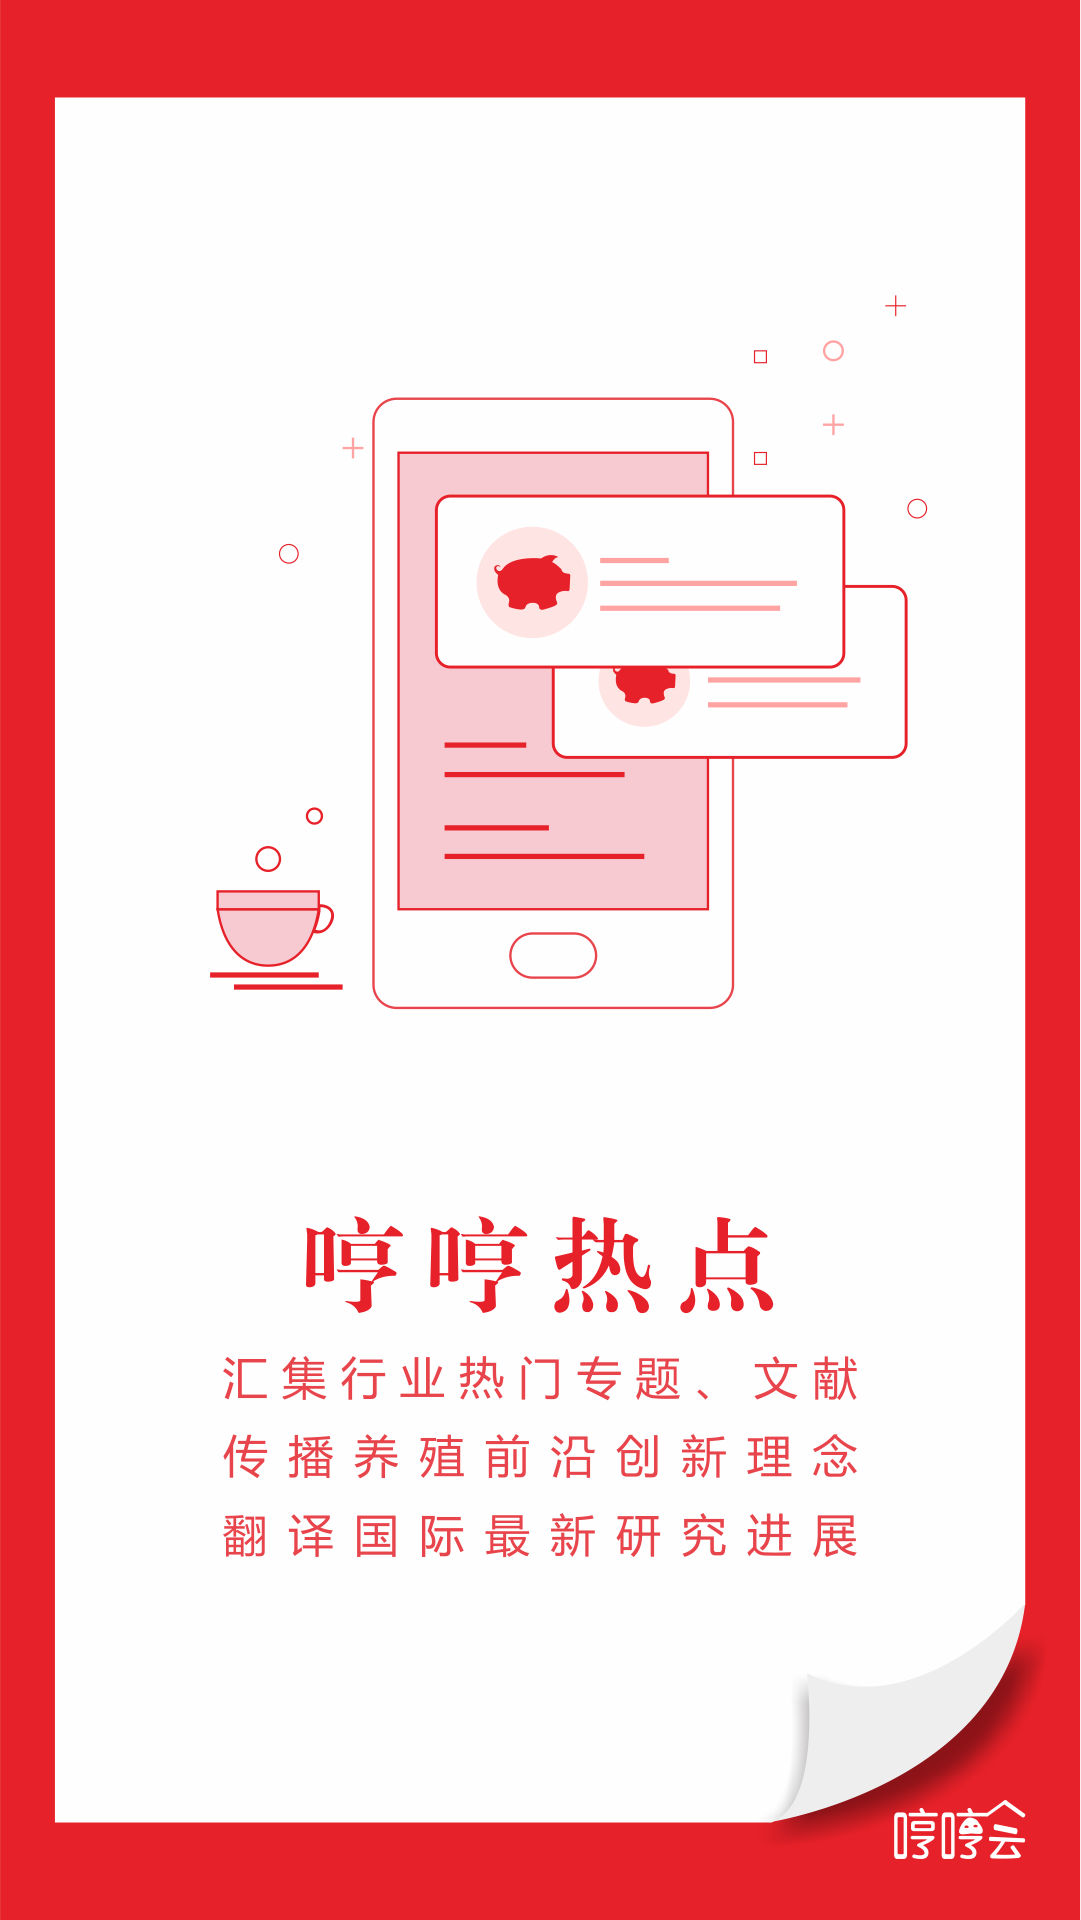 哼哼热点
汇集行业热门专题、文献
传播养殖前沿创新理念
翻译国际最新研究进展
哼哼会